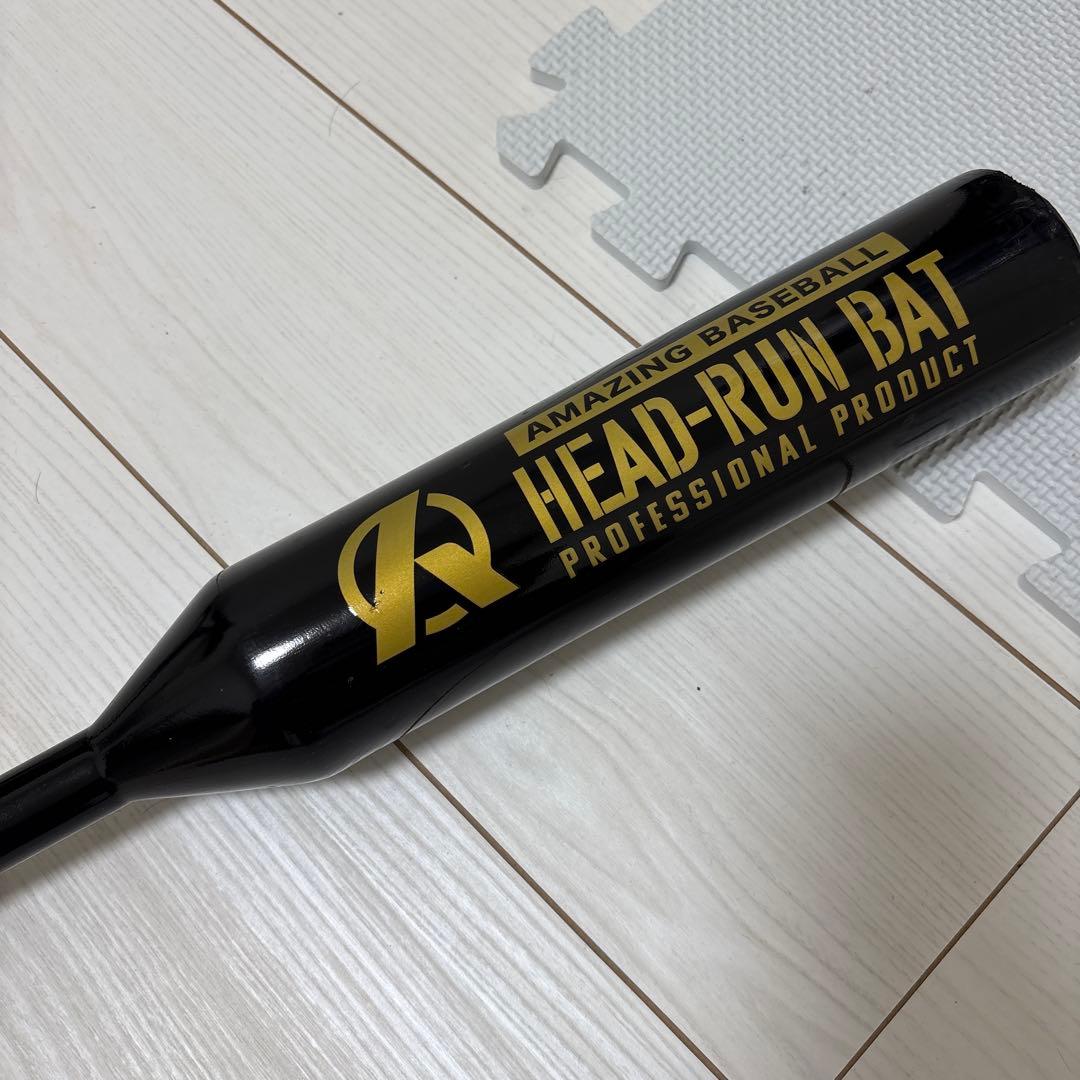 AMAZING BASEBALL
HEAD-RUN BAT
PROFESSIONAL PRODUCT